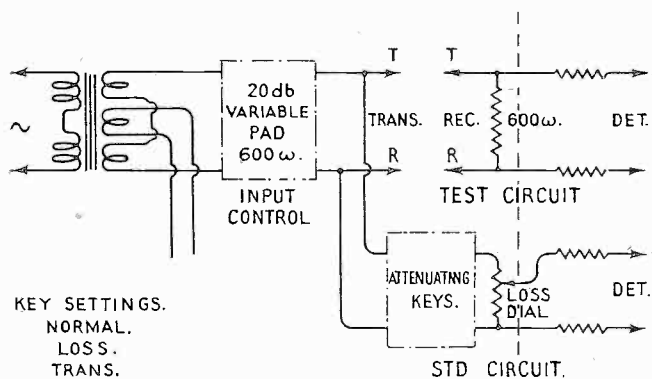 20db
VARIABLE
PAD
600ω.
INPUT
CONTROL
T
TRANS.
R
T
REC.
R
600ω.
DET.
TEST CIRCUIT
ATTENUATING
KEYS.
LOSS
DIAL
DET.
STD CIRCUIT.
KEY SETTINGS.
NORMAL.
LOSS.
TRANS.
~